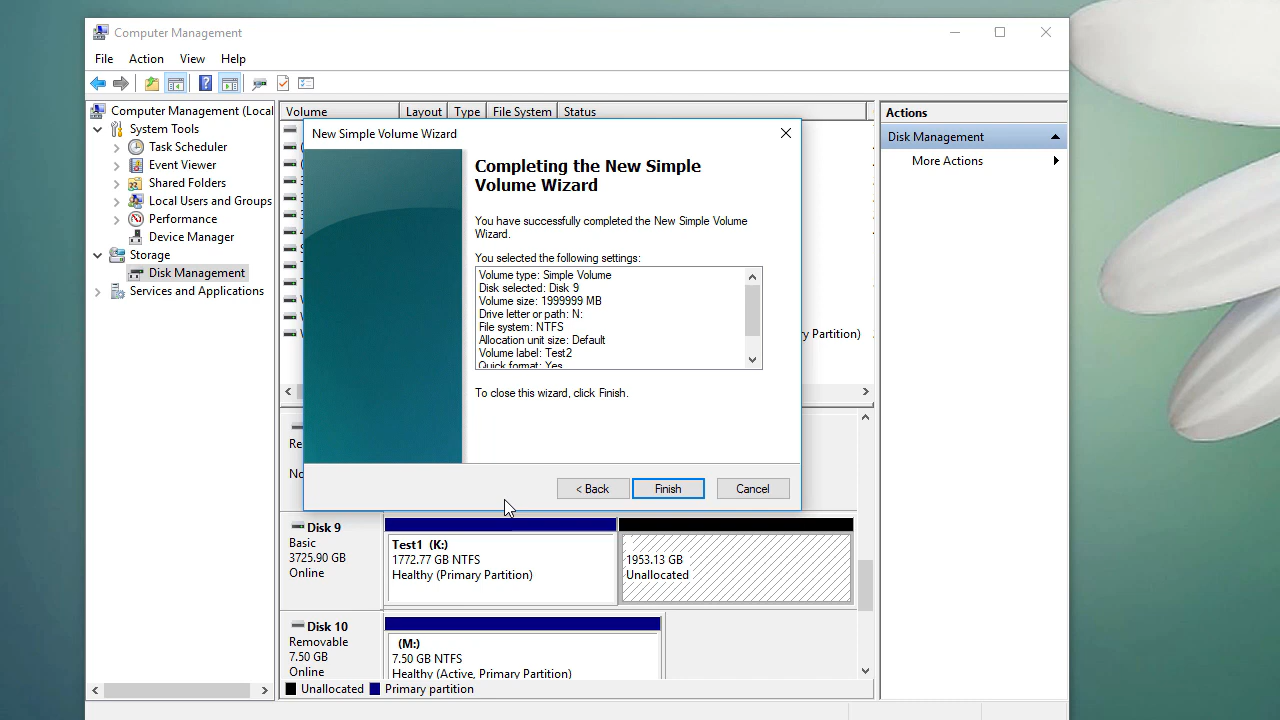 Computer Management
File Action View Help
Computer Management (Local
System Tools
Task Scheduler
Event Viewer
Shared Folders
Local Users and Groups
Performance
Device Manager
Storage
Disk Management
Services and Applications
Volume Layout Type File System Status
y Partition)
New Simple Volume Wizard
Completing the New Simple
Volume Wizard
You have successfully completed the New Simple Volume
Wizard.
You selected the following settings:
Volume type: Simple Volume
Disk selected: Disk 9
Volume size: 1999999 MB
Drive letter or path: N:
File system: NTFS
Allocation unit size: Default
Volume label: Test2
Quick format: Yes
To close this wizard, click Finish.
< Back Finish Cancel
Re
No
Disk 9
Basic
3725.90 GB
Online
Test1 (K:)
1772.77 GB NTFS
Healthy (Primary Partition)
1953.13 GB
Unallocated
Disk 10
Removable
7.50 GB
Online
(M:)
7.50 GB NTFS
Healthy (Active, Primary Partition)
Unallocated Primary partition
Actions
Disk Management
More Actions